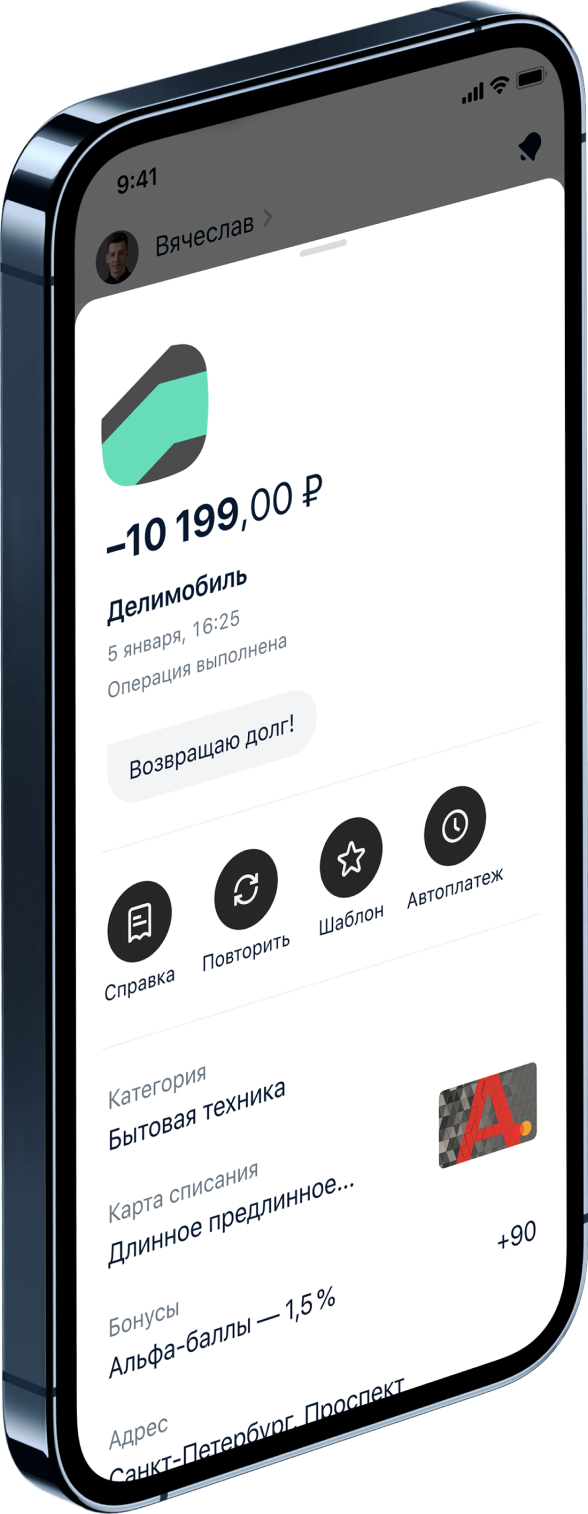 9:41
Вячеслав
–10 199,00 ₽
Делимобиль
5 января, 16:25
Операция выполнена
Возвращаю долг!
Справка
Повторить
Шаблон
Автоплатеж
Категория
Бытовая техника
Карта списания
Длинное предлинное...
Бонусы
Альфа-баллы — 1,5 %
+90
Адрес
Санкт-Петербург, Проспект